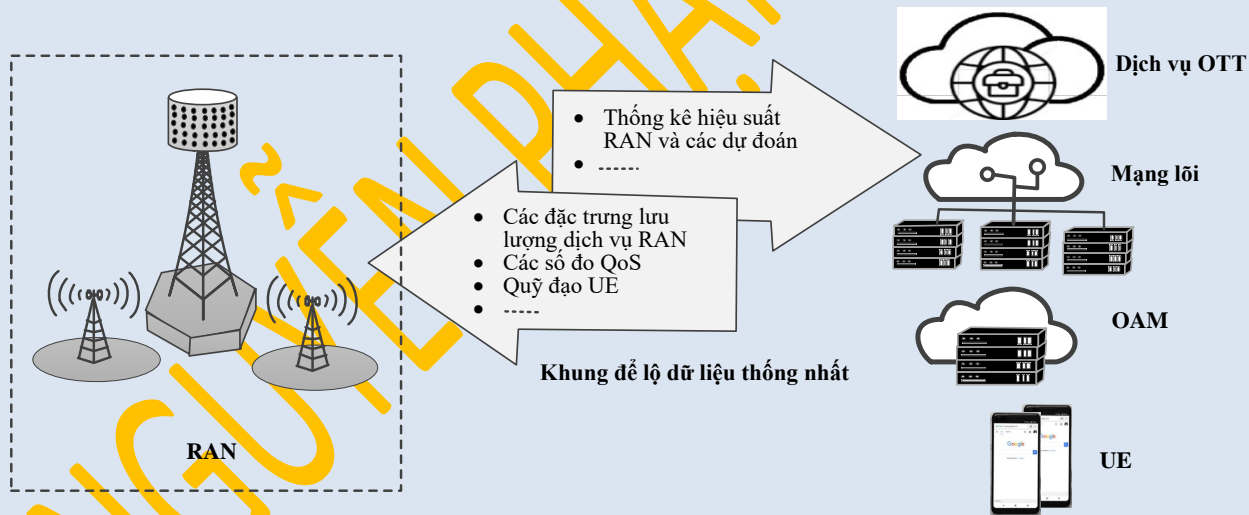 Dịch vụ OTT
• Thống kê hiệu suất
RAN và các dự đoán
• ......
Mạng lõi
• Các đặc trưng lưu
lượng dịch vụ RAN
• Các số đo QoS
• Quỹ đạo UE
• ......
OAM
Khung để lộ dữ liệu thống nhất
RAN
Google
Google
UE